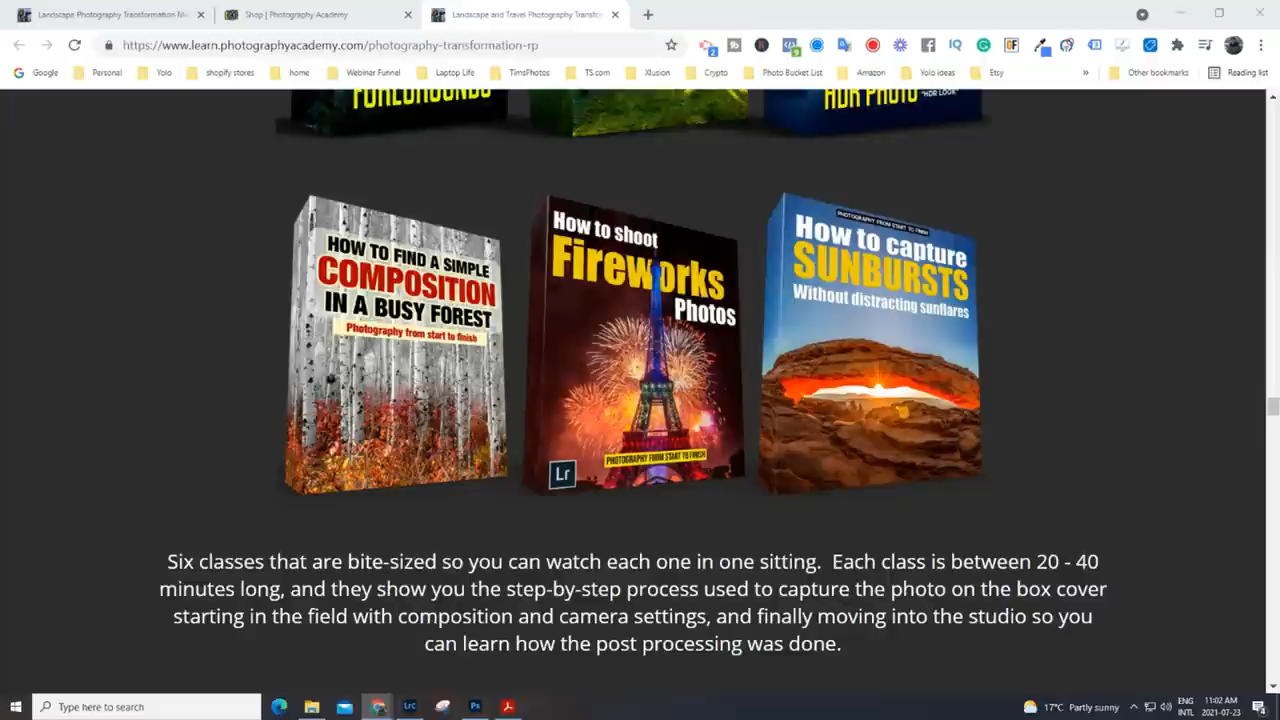 Landscape Photography Transformation
Shop | Photography Academy
Landscape and Travel Photography Transfor
https://www.learn.photographyacademy.com/photography-transformation-rp
Google
Personal
Yolo
shopify stores
home
Webinar Funnel
Laptop Life
TimsPhotos
TS.com
Xlusion
Crypto
Photo Bucket List
Amazon
Yolo ideas
Etsy
»
Other bookmarks
Reading list
FOREGROUNDS
HDR PHOTO "HDR LOOK"
HOW TO FIND A SIMPLE
COMPOSITION
IN A BUSY FOREST
Photography from start to finish
How to shoot
Fireworks
Photos
PHOTOGRAPHY FROM START TO FINISH
Lr
PHOTOGRAPHY FROM START TO FINISH
How to capture
SUNBURSTS
Without distracting sunflares
Six classes that are bite-sized so you can watch each one in one sitting. Each class is between 20 - 40
minutes long, and they show you the step-by-step process used to capture the photo on the box cover
starting in the field with composition and camera settings, and finally moving into the studio so you
can learn how the post processing was done.
Type here to search
LrC
Ps
17°C Partly sunny
ENG
INTL
11:02 AM
2021-07-23